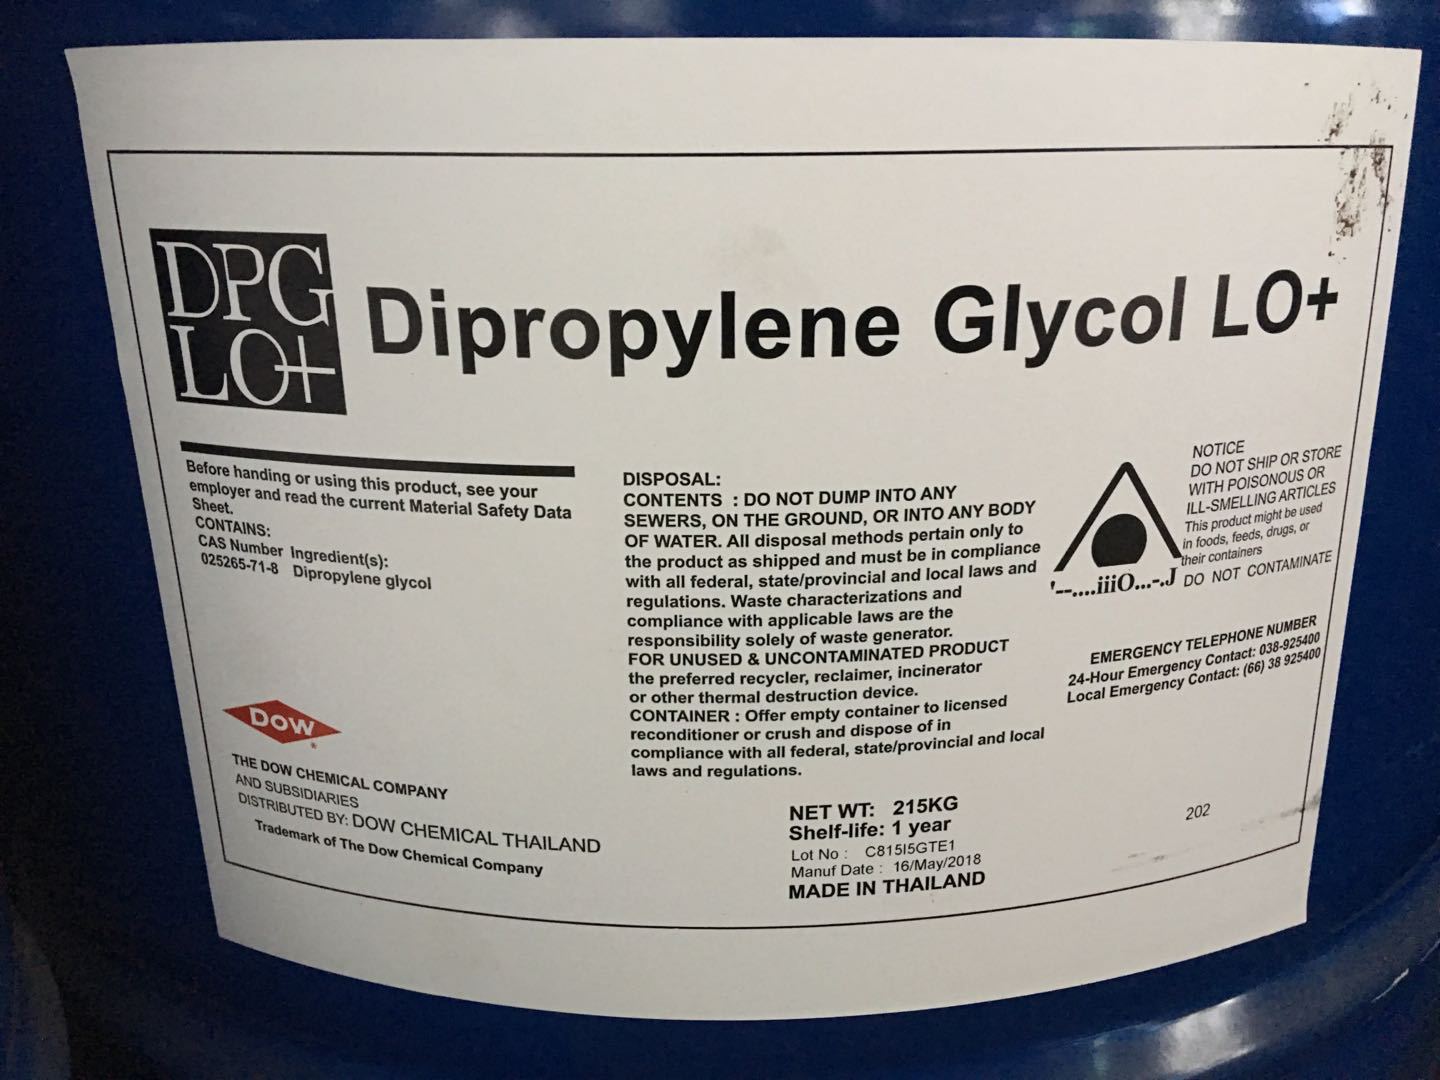 DPG
LO+
Dipropylene Glycol LO+
Before handing or using this product, see your
employer and read the current Material Safety Data
Sheet.
CONTAINS:
CAS Number Ingredient(s):
025265-71-8 Dipropylene glycol
DOW
®
THE DOW CHEMICAL COMPANY
AND SUBSIDIARIES
DISTRIBUTED BY: DOW CHEMICAL THAILAND
Trademark of The Dow Chemical Company
DISPOSAL:
CONTENTS : DO NOT DUMP INTO ANY
SEWERS, ON THE GROUND, OR INTO ANY BODY
OF WATER. All disposal methods pertain only to
the product as shipped and must be in compliance
with all federal, state/provincial and local laws and
regulations. Waste characterizations and
compliance with applicable laws are the
responsibility solely of waste generator.
FOR UNUSED & UNCONTAMINATED PRODUCT
the preferred recycler, reclaimer, incinerator
or other thermal destruction device.
CONTAINER : Offer empty container to licensed
reconditioner or crush and dispose of in
compliance with all federal, state/provincial and local
laws and regulations.
NET WT: 215KG
Shelf-life: 1 year
Lot No : C815I5GTE1
Manuf Date : 16/May/2018
MADE IN THAILAND
'--....iiiO...-.J
NOTICE
DO NOT SHIP OR STORE
WITH POISONOUS OR
ILL-SMELLING ARTICLES
This product might be used
in foods, feeds, drugs, or
their containers
DO NOT CONTAMINATE
EMERGENCY TELEPHONE NUMBER
24-Hour Emergency Contact: 038-925400
Local Emergency Contact: (66) 38 925400
202